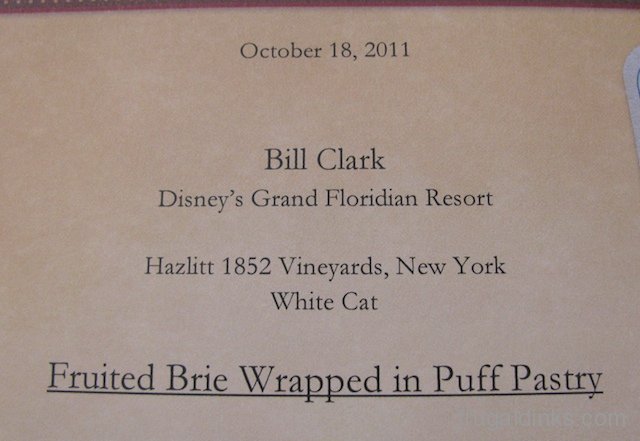 October 18, 2011
Bill Clark
Disney's Grand Floridian Resort
Hazlitt 1852 Vineyards, New York
White Cat
Fruited Brie Wrapped in Puff Pastry